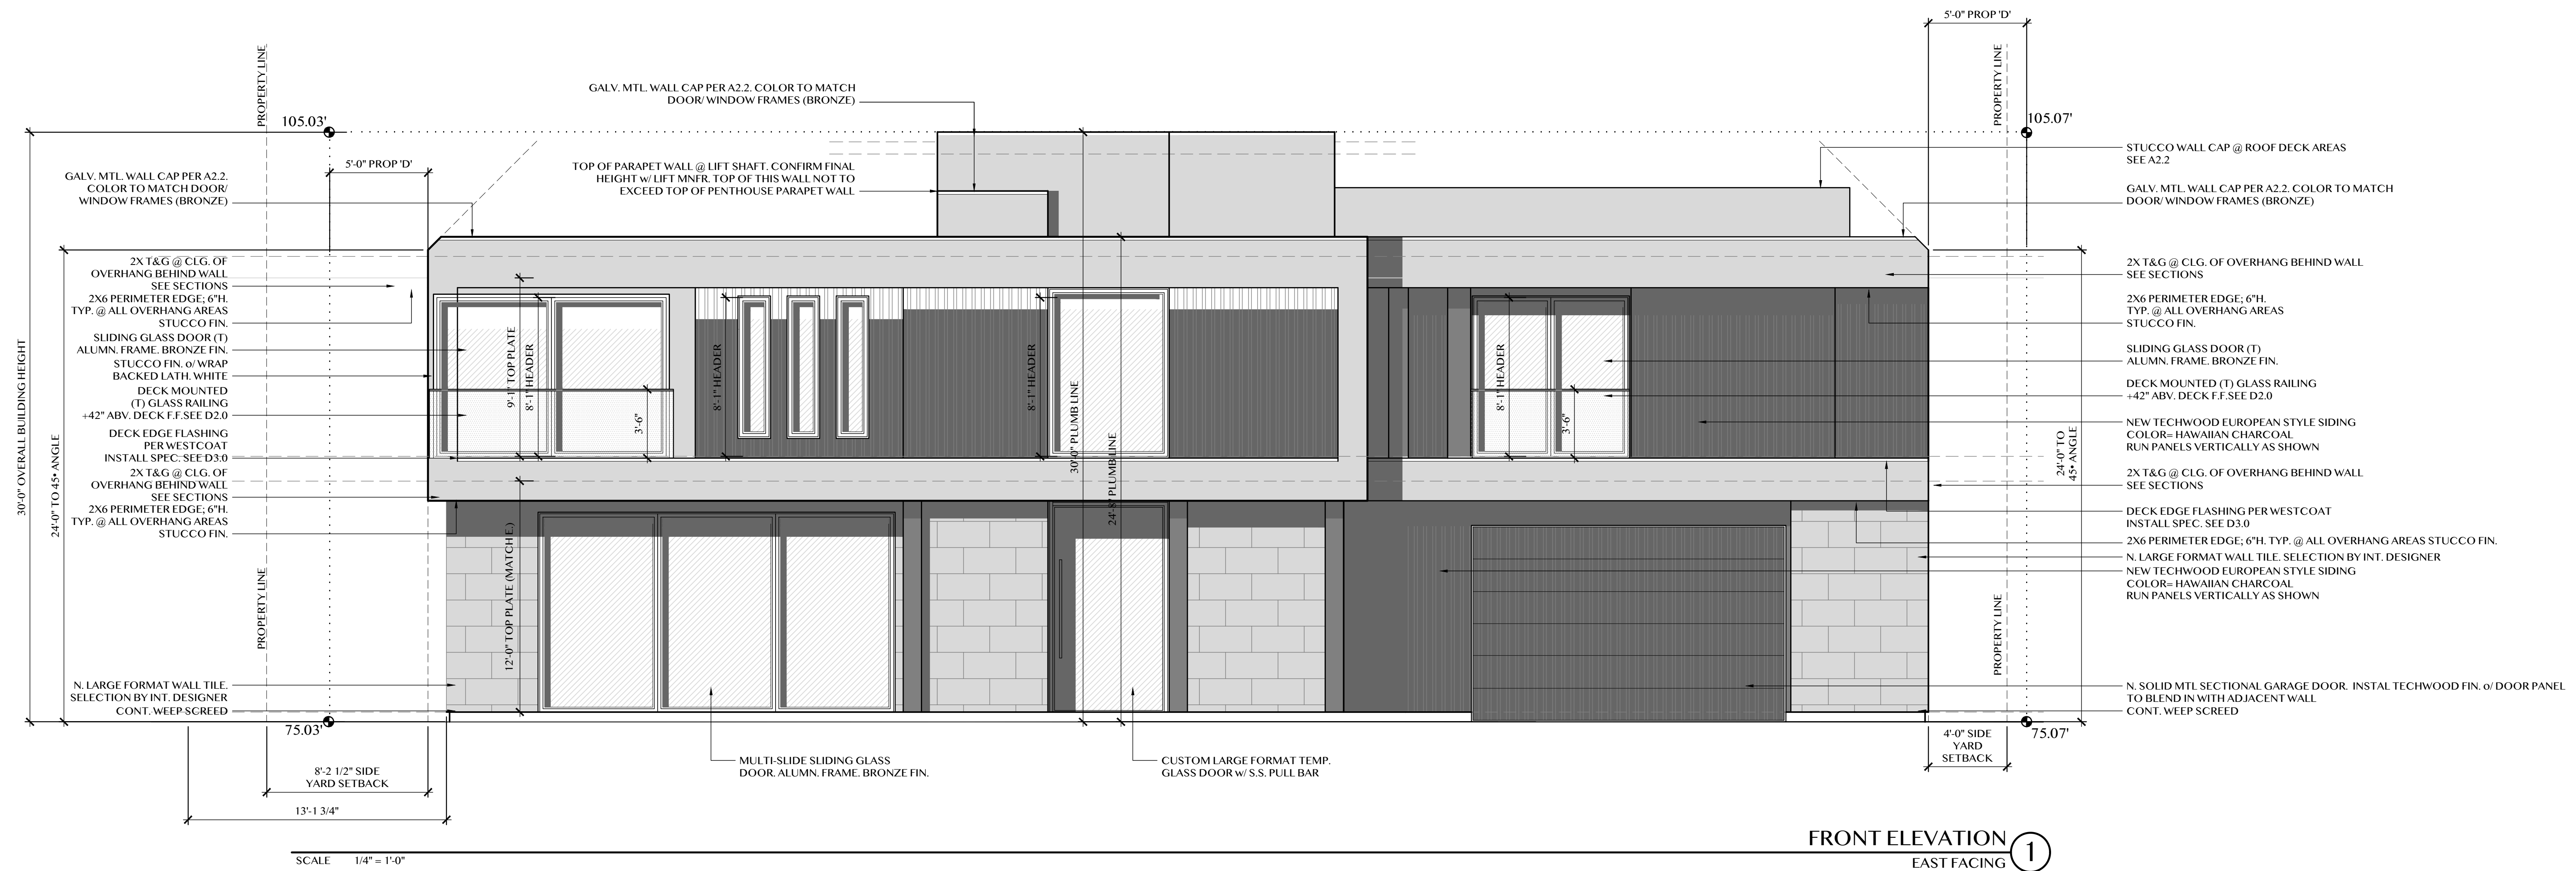 5'-0" PROP 'D'
PROPERTY LINE
PROPERTY LINE
GALV. MTL. WALL CAP PER A2.2. COLOR TO MATCH
DOOR/ WINDOW FRAMES (BRONZE)
105.03'
105.07'
5'-0" PROP 'D'
TOP OF PARAPET WALL @ LIFT SHAFT. CONFIRM FINAL
HEIGHT w/ LIFT MNFR. TOP OF THIS WALL NOT TO
EXCEED TOP OF PENTHOUSE PARAPET WALL
GALV. MTL. WALL CAP PER A2.2.
COLOR TO MATCH DOOR/
WINDOW FRAMES (BRONZE)
2X T&G @ CLG. OF
OVERHANG BEHIND WALL
SEE SECTIONS
2X6 PERIMETER EDGE; 6"H.
TYP. @ ALL OVERHANG AREAS
STUCCO FIN.
SLIDING GLASS DOOR (T)
ALUMN. FRAME. BRONZE FIN.
STUCCO FIN. o/ WRAP
BACKED LATH. WHITE
DECK MOUNTED
(T) GLASS RAILING
+42" ABV. DECK F.F.SEE D2.0
DECK EDGE FLASHING
PER WESTCOAT
INSTALL SPEC. SEE D3.0
2X T&G @ CLG. OF
OVERHANG BEHIND WALL
SEE SECTIONS
2X6 PERIMETER EDGE; 6"H.
TYP. @ ALL OVERHANG AREAS
STUCCO FIN.
N. LARGE FORMAT WALL TILE.
SELECTION BY INT. DESIGNER
CONT. WEEP SCREED
30'-0" OVERALL BUILDING HEIGHT
24'-0" TO 45• ANGLE
PROPERTY LINE
9'-1" TOP PLATE
8'-1" HEADER
3'-6"
8'-1" HEADER
8'-1" HEADER
30'-0" PLUMB LINE
24'-8" PLUMB LINE
8'-1" HEADER
3'-6"
12'-0" TOP PLATE (MATCH E.)
STUCCO WALL CAP @ ROOF DECK AREAS
SEE A2.2
GALV. MTL. WALL CAP PER A2.2. COLOR TO MATCH
DOOR/ WINDOW FRAMES (BRONZE)
2X T&G @ CLG. OF OVERHANG BEHIND WALL
SEE SECTIONS
2X6 PERIMETER EDGE; 6"H.
TYP. @ ALL OVERHANG AREAS
STUCCO FIN.
SLIDING GLASS DOOR (T)
ALUMN. FRAME. BRONZE FIN.
DECK MOUNTED (T) GLASS RAILING
+42" ABV. DECK F.F.SEE D2.0
NEW TECHWOOD EUROPEAN STYLE SIDING
COLOR= HAWAIIAN CHARCOAL
RUN PANELS VERTICALLY AS SHOWN
2X T&G @ CLG. OF OVERHANG BEHIND WALL
SEE SECTIONS
DECK EDGE FLASHING PER WESTCOAT
INSTALL SPEC. SEE D3.0
2X6 PERIMETER EDGE; 6"H. TYP. @ ALL OVERHANG AREAS STUCCO FIN.
N. LARGE FORMAT WALL TILE. SELECTION BY INT. DESIGNER
NEW TECHWOOD EUROPEAN STYLE SIDING
COLOR= HAWAIIAN CHARCOAL
RUN PANELS VERTICALLY AS SHOWN
N. SOLID MTL SECTIONAL GARAGE DOOR. INSTAL TECHWOOD FIN. o/ DOOR PANEL
TO BLEND IN WITH ADJACENT WALL
CONT. WEEP SCREED
24'-0" TO
45• ANGLE
PROPERTY LINE
75.03'
75.07'
4'-0" SIDE
YARD
SETBACK
8'-2 1/2" SIDE
YARD SETBACK
13'-1 3/4"
MULTI-SLIDE SLIDING GLASS
DOOR. ALUMN. FRAME. BRONZE FIN.
CUSTOM LARGE FORMAT TEMP.
GLASS DOOR w/ S.S. PULL BAR
FRONT ELEVATION
1
EAST FACING
SCALE 1/4" = 1'-0"